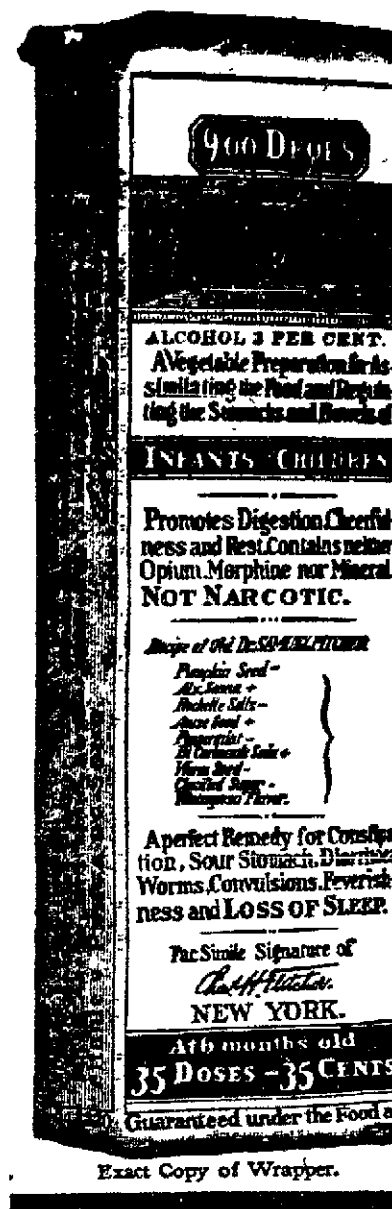 900 DROPS
ALCOHOL 3 PER CENT.
A Vegetable Preparation for As-
similating the Food and Regula-
ting the Stomachs and Bowels of
INFANTS CHILDREN
Promotes Digestion,Cheerful-
ness and Rest.Contains neither
Opium,Morphine nor Mineral.
NOT NARCOTIC.
Recipe of Old Dr. SAMUEL PITCHER
Pumpkin Seed -
Alx. Senna +
Rochelle Salts -
Anise Seed +
Peppermint -
Bi Carbonate Soda +
Worm Seed -
Clarified Sugar -
Wintergreen Flavor.
A perfect Remedy for Constipa-
tion, Sour Stomach, Diarrhoea
Worms, Convulsions, Feverish-
ness and LOSS OF SLEEP.
Fac Simile Signature of
Chas H Fletcher.
NEW YORK.
At 6 months old
35 DOSES - 35 CENTS
Guaranteed under the Food a
Exact Copy of Wrapper.